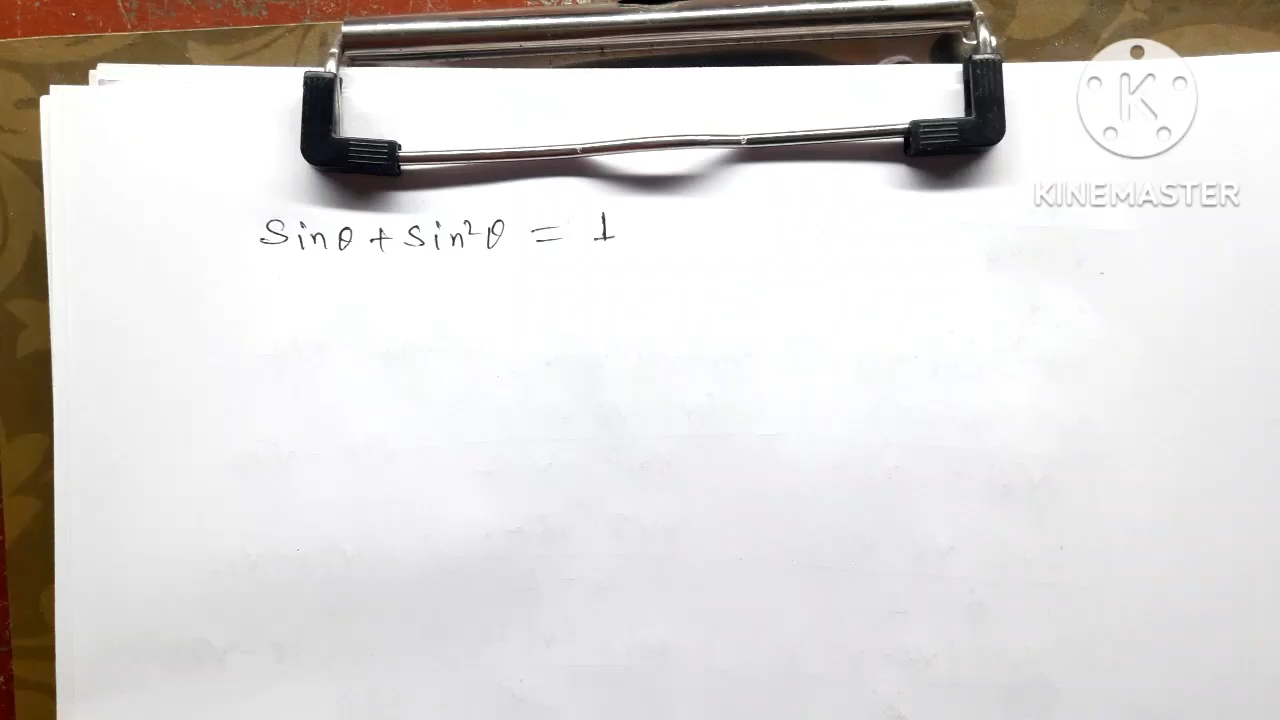 Sinθ + Sin²θ = 1
K
KINEMASTER